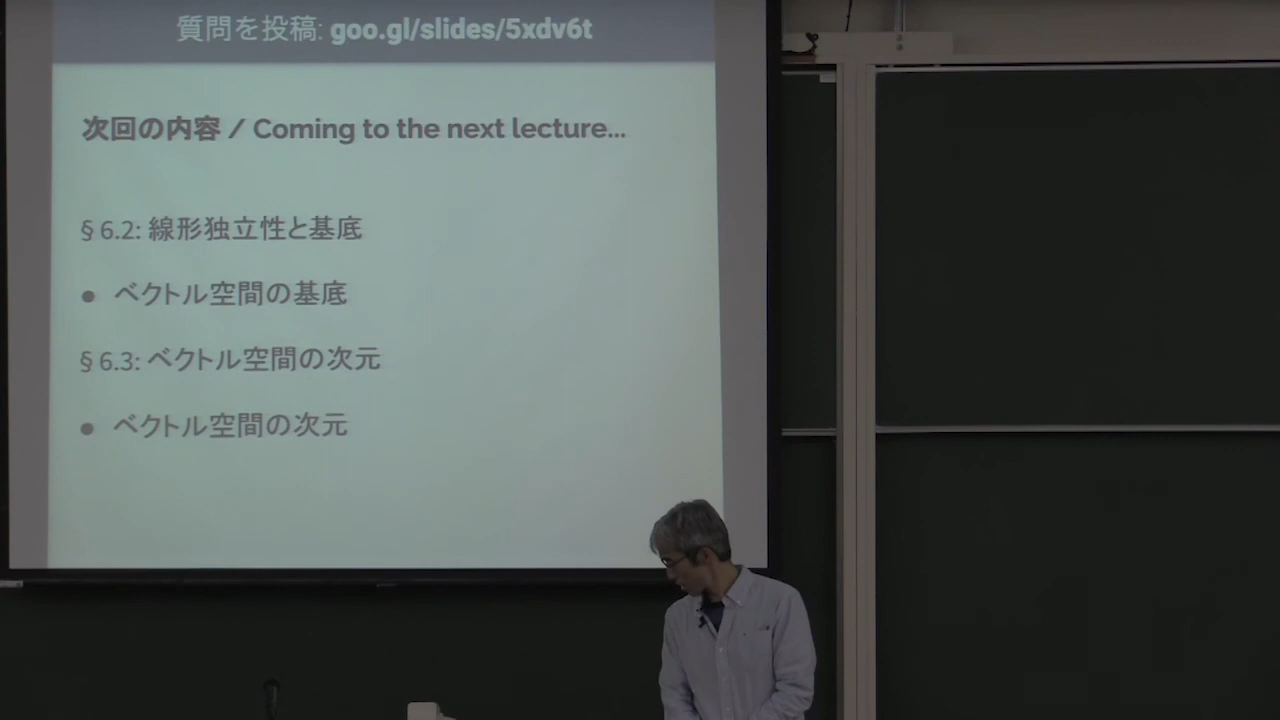 質問を投稿: goo.gl/slides/5xdv6t
次回の内容 / Coming to the next lecture...
§ 6.2: 線形独立性と基底
● ベクトル空間の基底
§ 6.3: ベクトル空間の次元
● ベクトル空間の次元